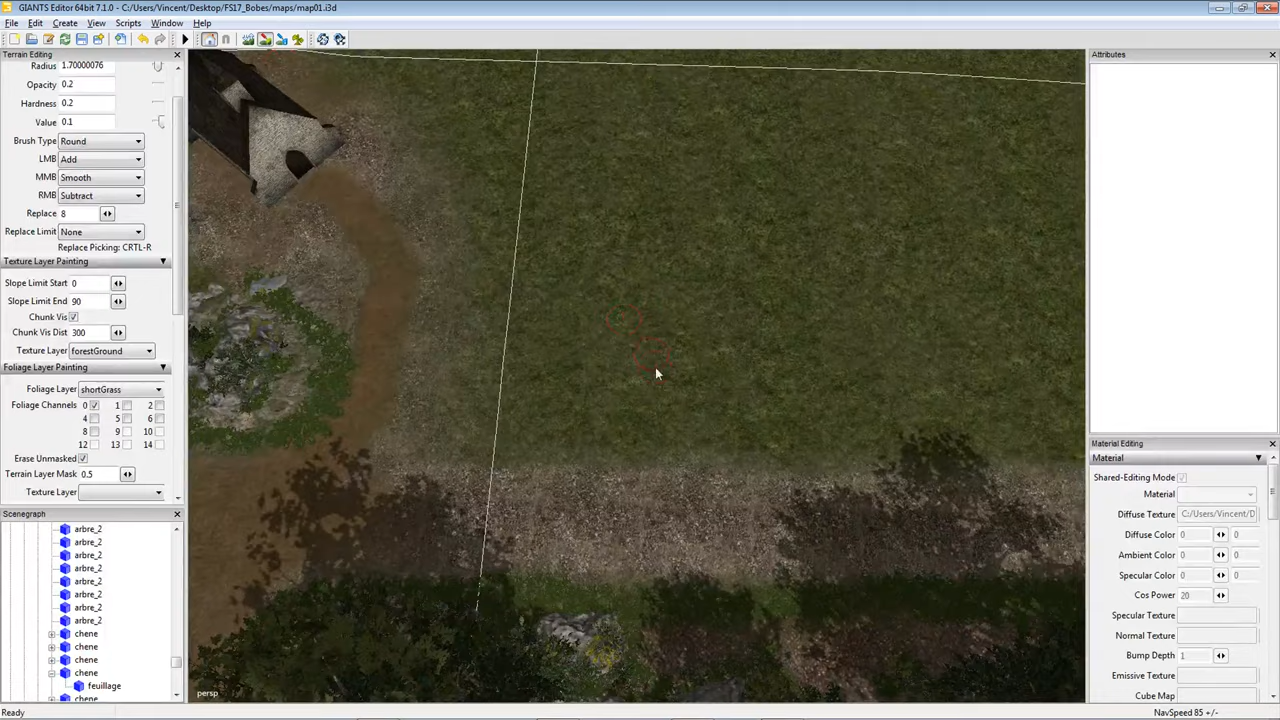 GIANTS Editor 64bit 7.1.0 - C:/Users/Vincent/Desktop/FS17_Bobes/maps/map01.i3d
File Edit View Create Scripts Window Help
Terrain Editing
Radius 1.70000076
Opacity 0.2
Hardness 0.2
Value 0.1
Brush Type Round
LMB Add
MMB Smooth
RMB Subtract
Replace 8
Replace Limit None
Replace Picking: CRTL-R
Texture Layer Painting
Slope Limit Start 0
Slope Limit End 90
Chunk Vis
Chunk Vis Dist 300
Texture Layer forestGround
Foliage Layer Painting
Foliage Layer shortGrass
Foliage Channels 0 1 2
4 5 6
8 9 10
12 13 14
Erase Unmasked
Terrain Layer Mask 0.5
Texture Layer
Scenegraph
arbre_2
arbre_2
arbre_2
arbre_2
arbre_2
arbre_2
arbre_2
arbre_2
chene
chene
chene
chene
feuillage
chene
Ready
persp
Attributes
Material Editing
Material
Shared-Editing Mode
Material
Diffuse Texture C:/Users/Vincent/D
Diffuse Color 0 0
Ambient Color 0 0
Specular Color 0 0
Cos Power 20
Specular Texture
Normal Texture
Bump Depth 1
Emissive Texture
Cube Map
NavSpeed 85 +/-